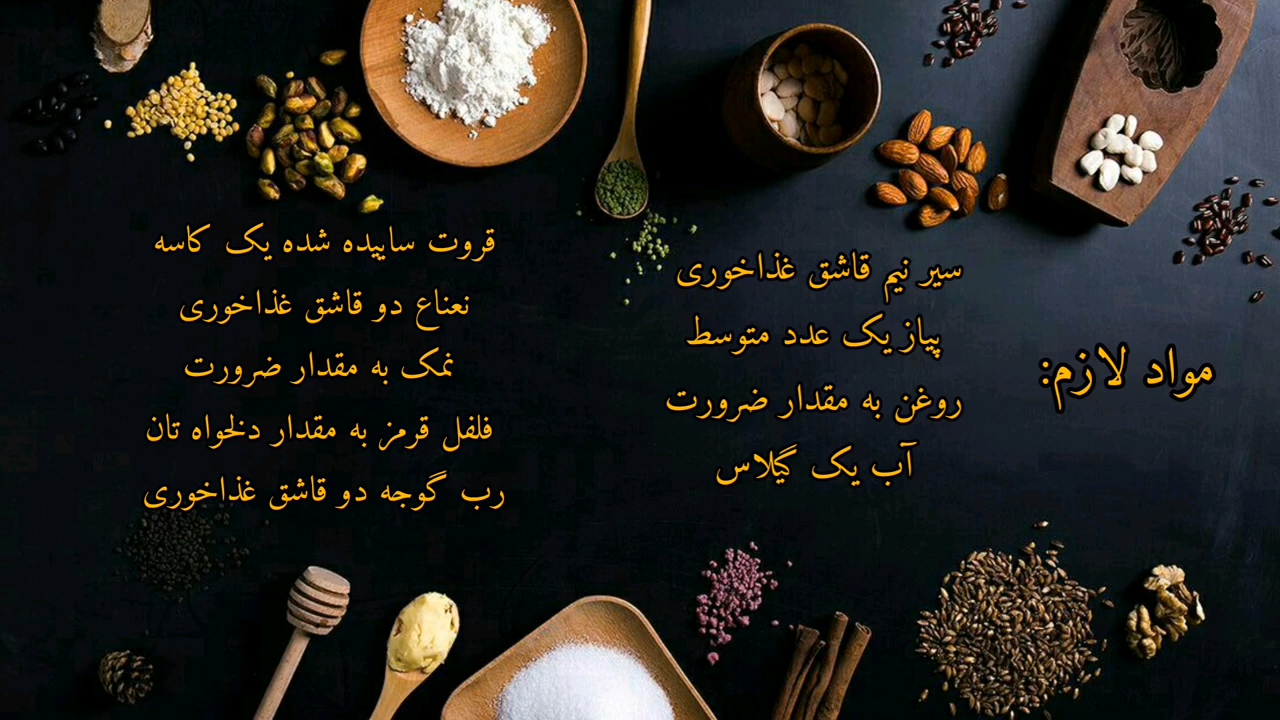 مواد لازم:
سیر نیم قاشق غذاخوری
پیاز یک عدد متوسط
روغن به مقدار ضرورت
آب یک گیلاس
قروت ساییده شده یک کاسه
نعناع دو قاشق غذاخوری
نمک به مقدار ضرورت
فلفل قرمز به مقدار دلخواه تان
رب گوجه دو قاشق غذاخوری